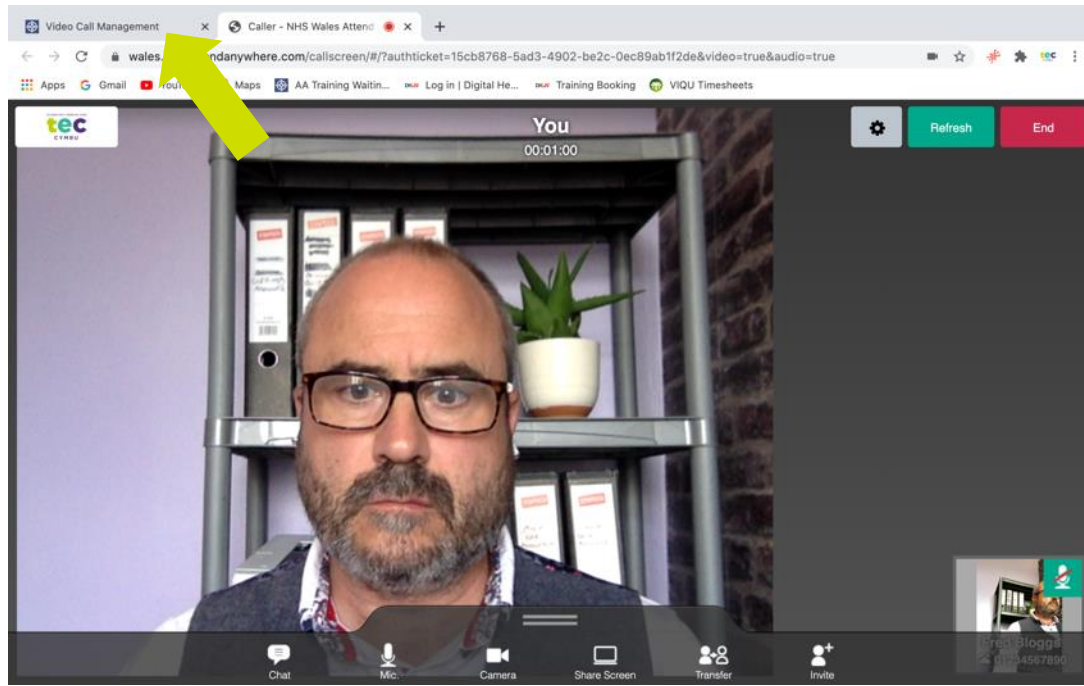 Video Call Management
Caller - NHS Wales Attend
wales.
ndanywhere.com/callscreen/#/?authticket=15cb8768-5ad3-4902-be2c-0ec89ab1f2de&video=true&audio=true
Apps
Gmail
Maps
AA Training Waitin...
Log in | Digital He...
Training Booking
VIQU Timesheets
tec
CYMRU
You
00:01:00
Refresh
End
Fred Bloggs
01234567890
Chat
Mic.
Camera
Share Screen
Transfer
Invite